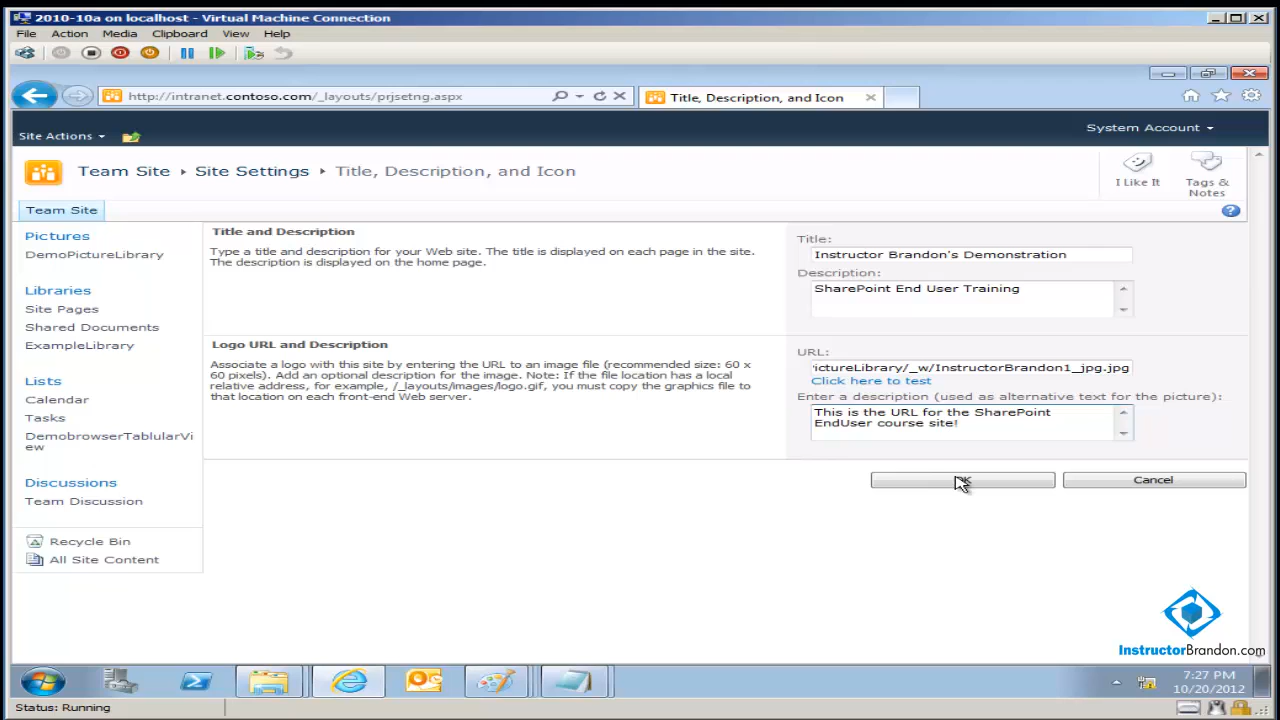 2010-10a on localhost - Virtual Machine Connection
File Action Media Clipboard View Help
http://intranet.contoso.com/_layouts/prjsetng.aspx
Title, Description, and Icon
Site Actions
System Account
Team Site Site Settings Title, Description, and Icon
I Like It
Tags &
Notes
Team Site
Pictures
DemoPictureLibrary
Libraries
Site Pages
Shared Documents
ExampleLibrary
Lists
Calendar
Tasks
DemobrowserTablularVi
ew
Discussions
Team Discussion
Recycle Bin
All Site Content
Title and Description
Type a title and description for your Web site. The title is displayed on each page in the site.
The description is displayed on the home page.
Title:
Instructor Brandon's Demonstration
Description:
SharePoint End User Training
Logo URL and Description
Associate a logo with this site by entering the URL to an image file (recommended size: 60 x
60 pixels). Add an optional description for the image. Note: If the file location has a local
relative address, for example, /_layouts/images/logo.gif, you must copy the graphics file to
that location on each front-end Web server.
URL:
ictureLibrary/_w/InstructorBrandon1_jpg.jpg
Click here to test
Enter a description (used as alternative text for the picture):
This is the URL for the SharePoint
EndUser course site!
Cancel
InstructorBrandon.com
7:27 PM
10/20/2012
Status: Running